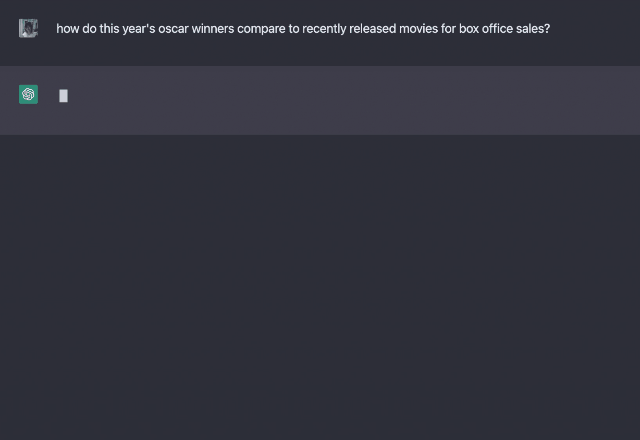 how do this year's oscar winners compare to recently released movies for box office sales?